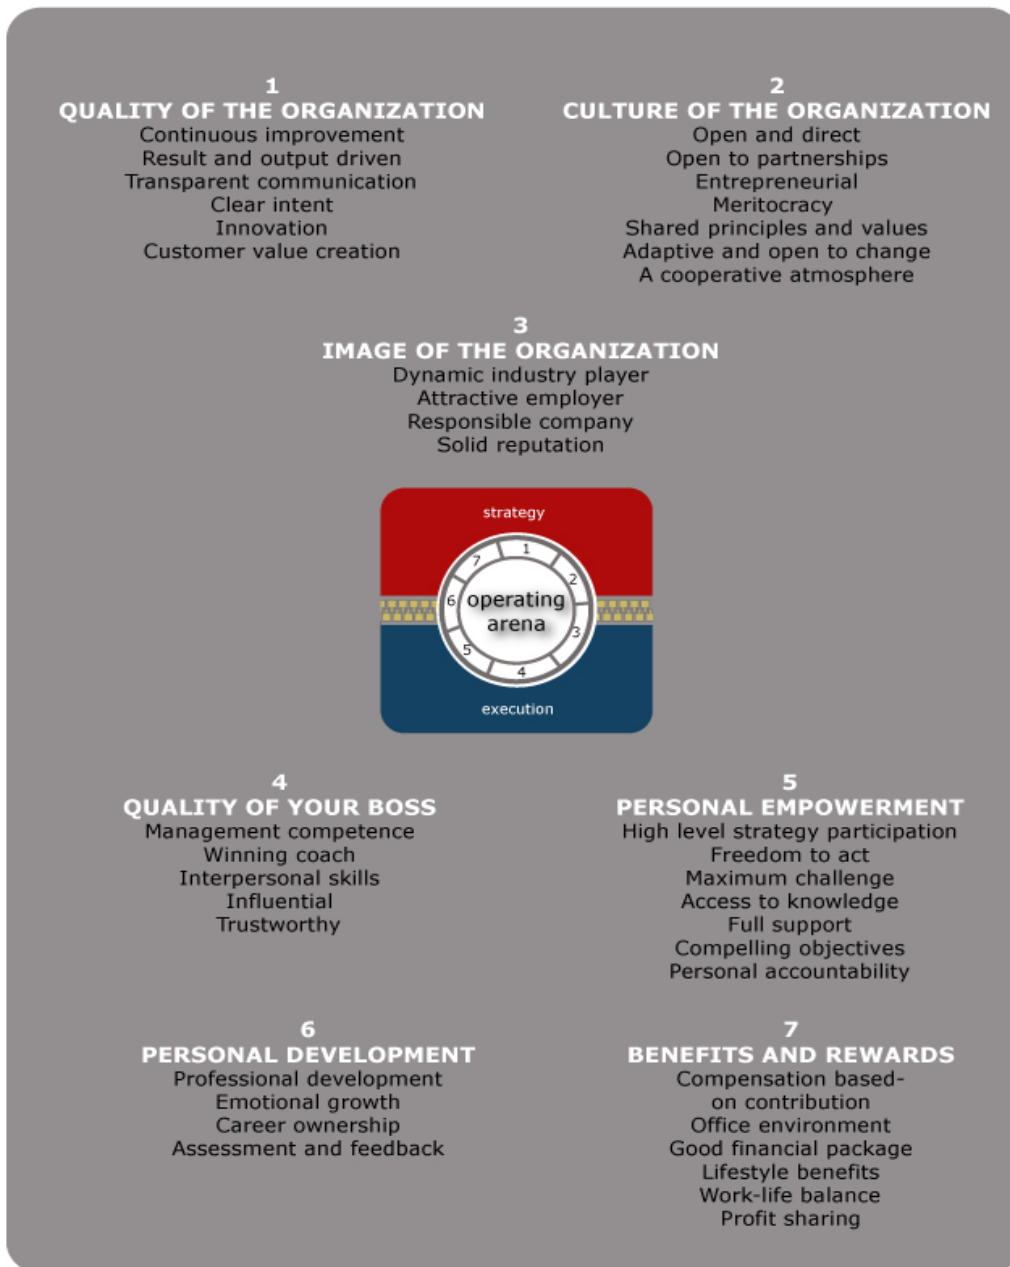 1
QUALITY OF THE ORGANIZATION
Continuous improvement
Result and output driven
Transparent communication
Clear intent
Innovation
Customer value creation
2
CULTURE OF THE ORGANIZATION
Open and direct
Open to partnerships
Entrepreneurial
Meritocracy
Shared principles and values
Adaptive and open to change
A cooperative atmosphere
3
IMAGE OF THE ORGANIZATION
Dynamic industry player
Attractive employer
Responsible company
Solid reputation
strategy
1
2
3
4
5
6
7
operating
arena
execution
4
QUALITY OF YOUR BOSS
Management competence
Winning coach
Interpersonal skills
Influential
Trustworthy
5
PERSONAL EMPOWERMENT
High level strategy participation
Freedom to act
Maximum challenge
Access to knowledge
Full support
Compelling objectives
Personal accountability
6
PERSONAL DEVELOPMENT
Professional development
Emotional growth
Career ownership
Assessment and feedback
7
BENEFITS AND REWARDS
Compensation based-
on contribution
Office environment
Good financial package
Lifestyle benefits
Work-life balance
Profit sharing